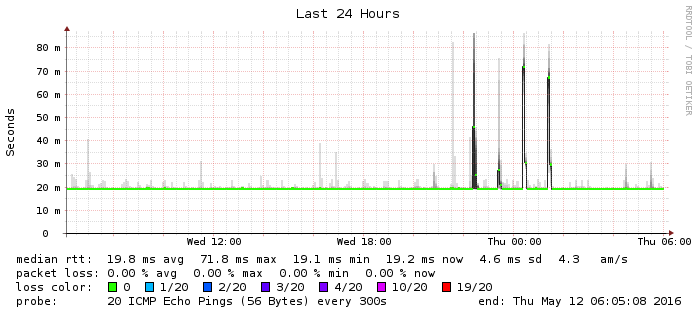 Last 24 Hours
RRDTOOL / TOBI OETIKER
Seconds
80 m
70 m
60 m
50 m
40 m
30 m
20 m
10 m
0
Wed 12:00 Wed 18:00 Thu 00:00 Thu 06:00
median rtt: 19.8 ms avg 71.8 ms max 19.1 ms min 19.2 ms now 4.6 ms sd 4.3 am/s
packet loss: 0.00 % avg 0.00 % max 0.00 % min 0.00 % now
loss color: 0 1/20 2/20 3/20 4/20 10/20 19/20
probe: 20 ICMP Echo Pings (56 Bytes) every 300s end: Thu May 12 06:05:08 2016